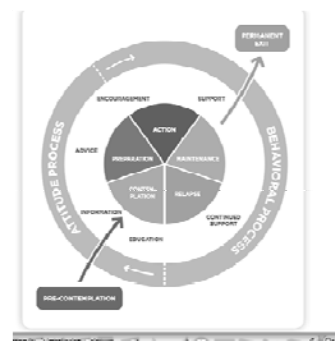 PERMANENT
EXIT
ENCOURAGEMENT
SUPPORT
ACTION
ADVICE
PREPARATION
MAINTENANCE
ATTITUDE PROCESS
BEHAVIORAL PROCESS
PLATION
RELAPSE
INFORMATION
CONTINUED
SUPPORT
EDUCATION
PRE-CONTEMPLATION